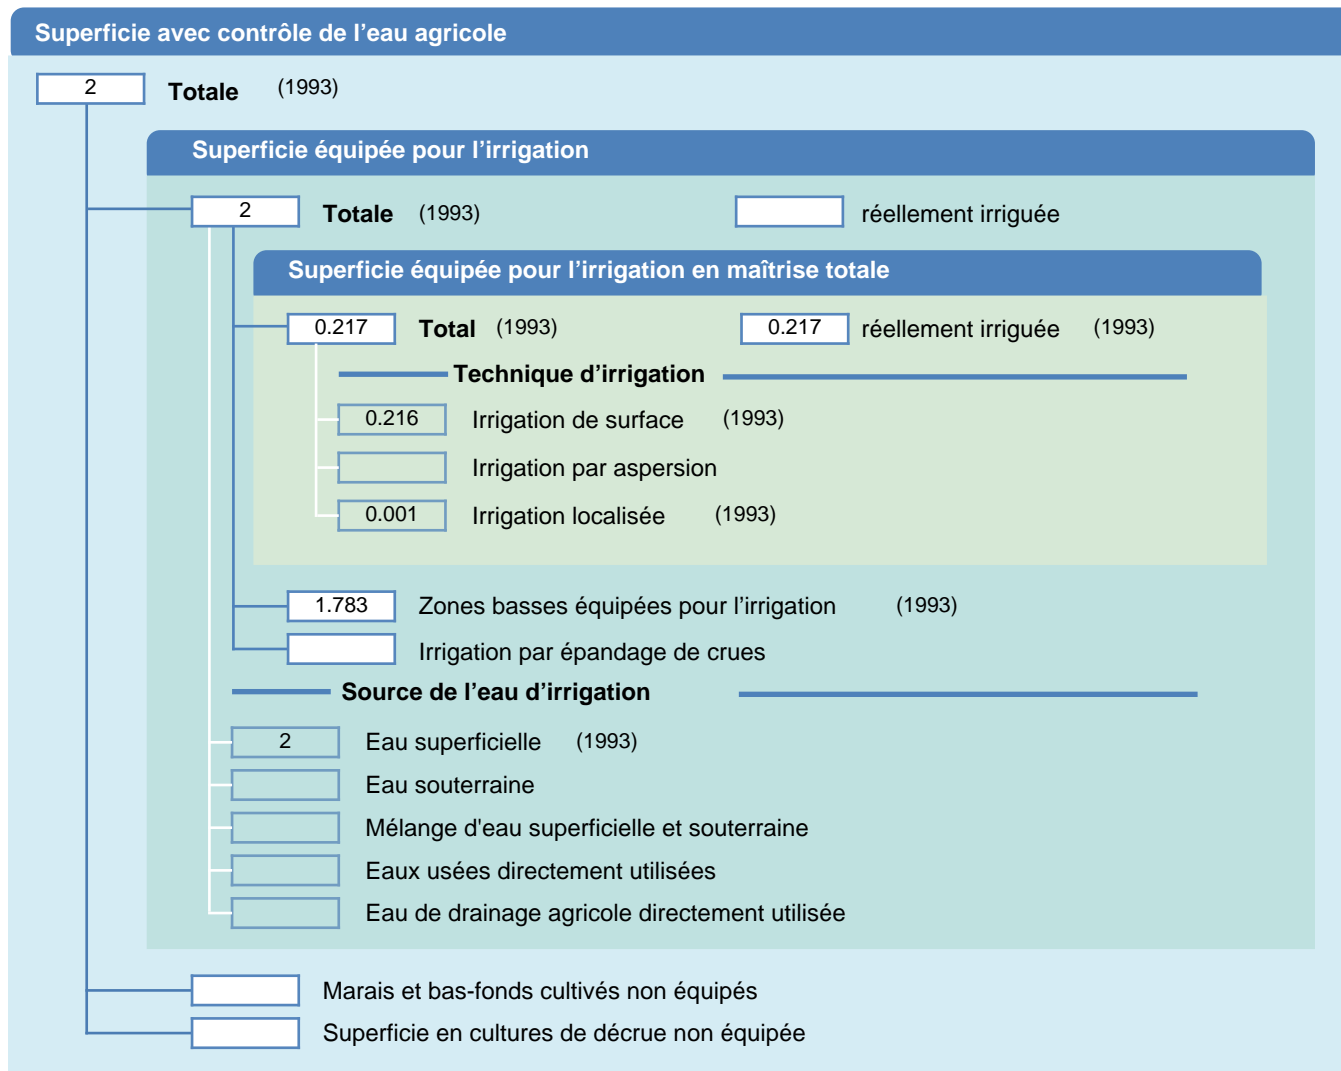 Superficie avec contrôle de l’eau agricole
2 Totale (1993)
Superficie équipée pour l’irrigation
2 Totale (1993) réellement irriguée
Superficie équipée pour l’irrigation en maîtrise totale
0.217 Total (1993) 0.217 réellement irriguée (1993)
Technique d’irrigation
0.216 Irrigation de surface (1993)
Irrigation par aspersion
0.001 Irrigation localisée (1993)
1.783 Zones basses équipées pour l’irrigation (1993)
Irrigation par épandage de crues
Source de l’eau d’irrigation
2 Eau superficielle (1993)
Eau souterraine
Mélange d'eau superficielle et souterraine
Eaux usées directement utilisées
Eau de drainage agricole directement utilisée
Marais et bas-fonds cultivés non équipés
Superficie en cultures de décrue non équipée